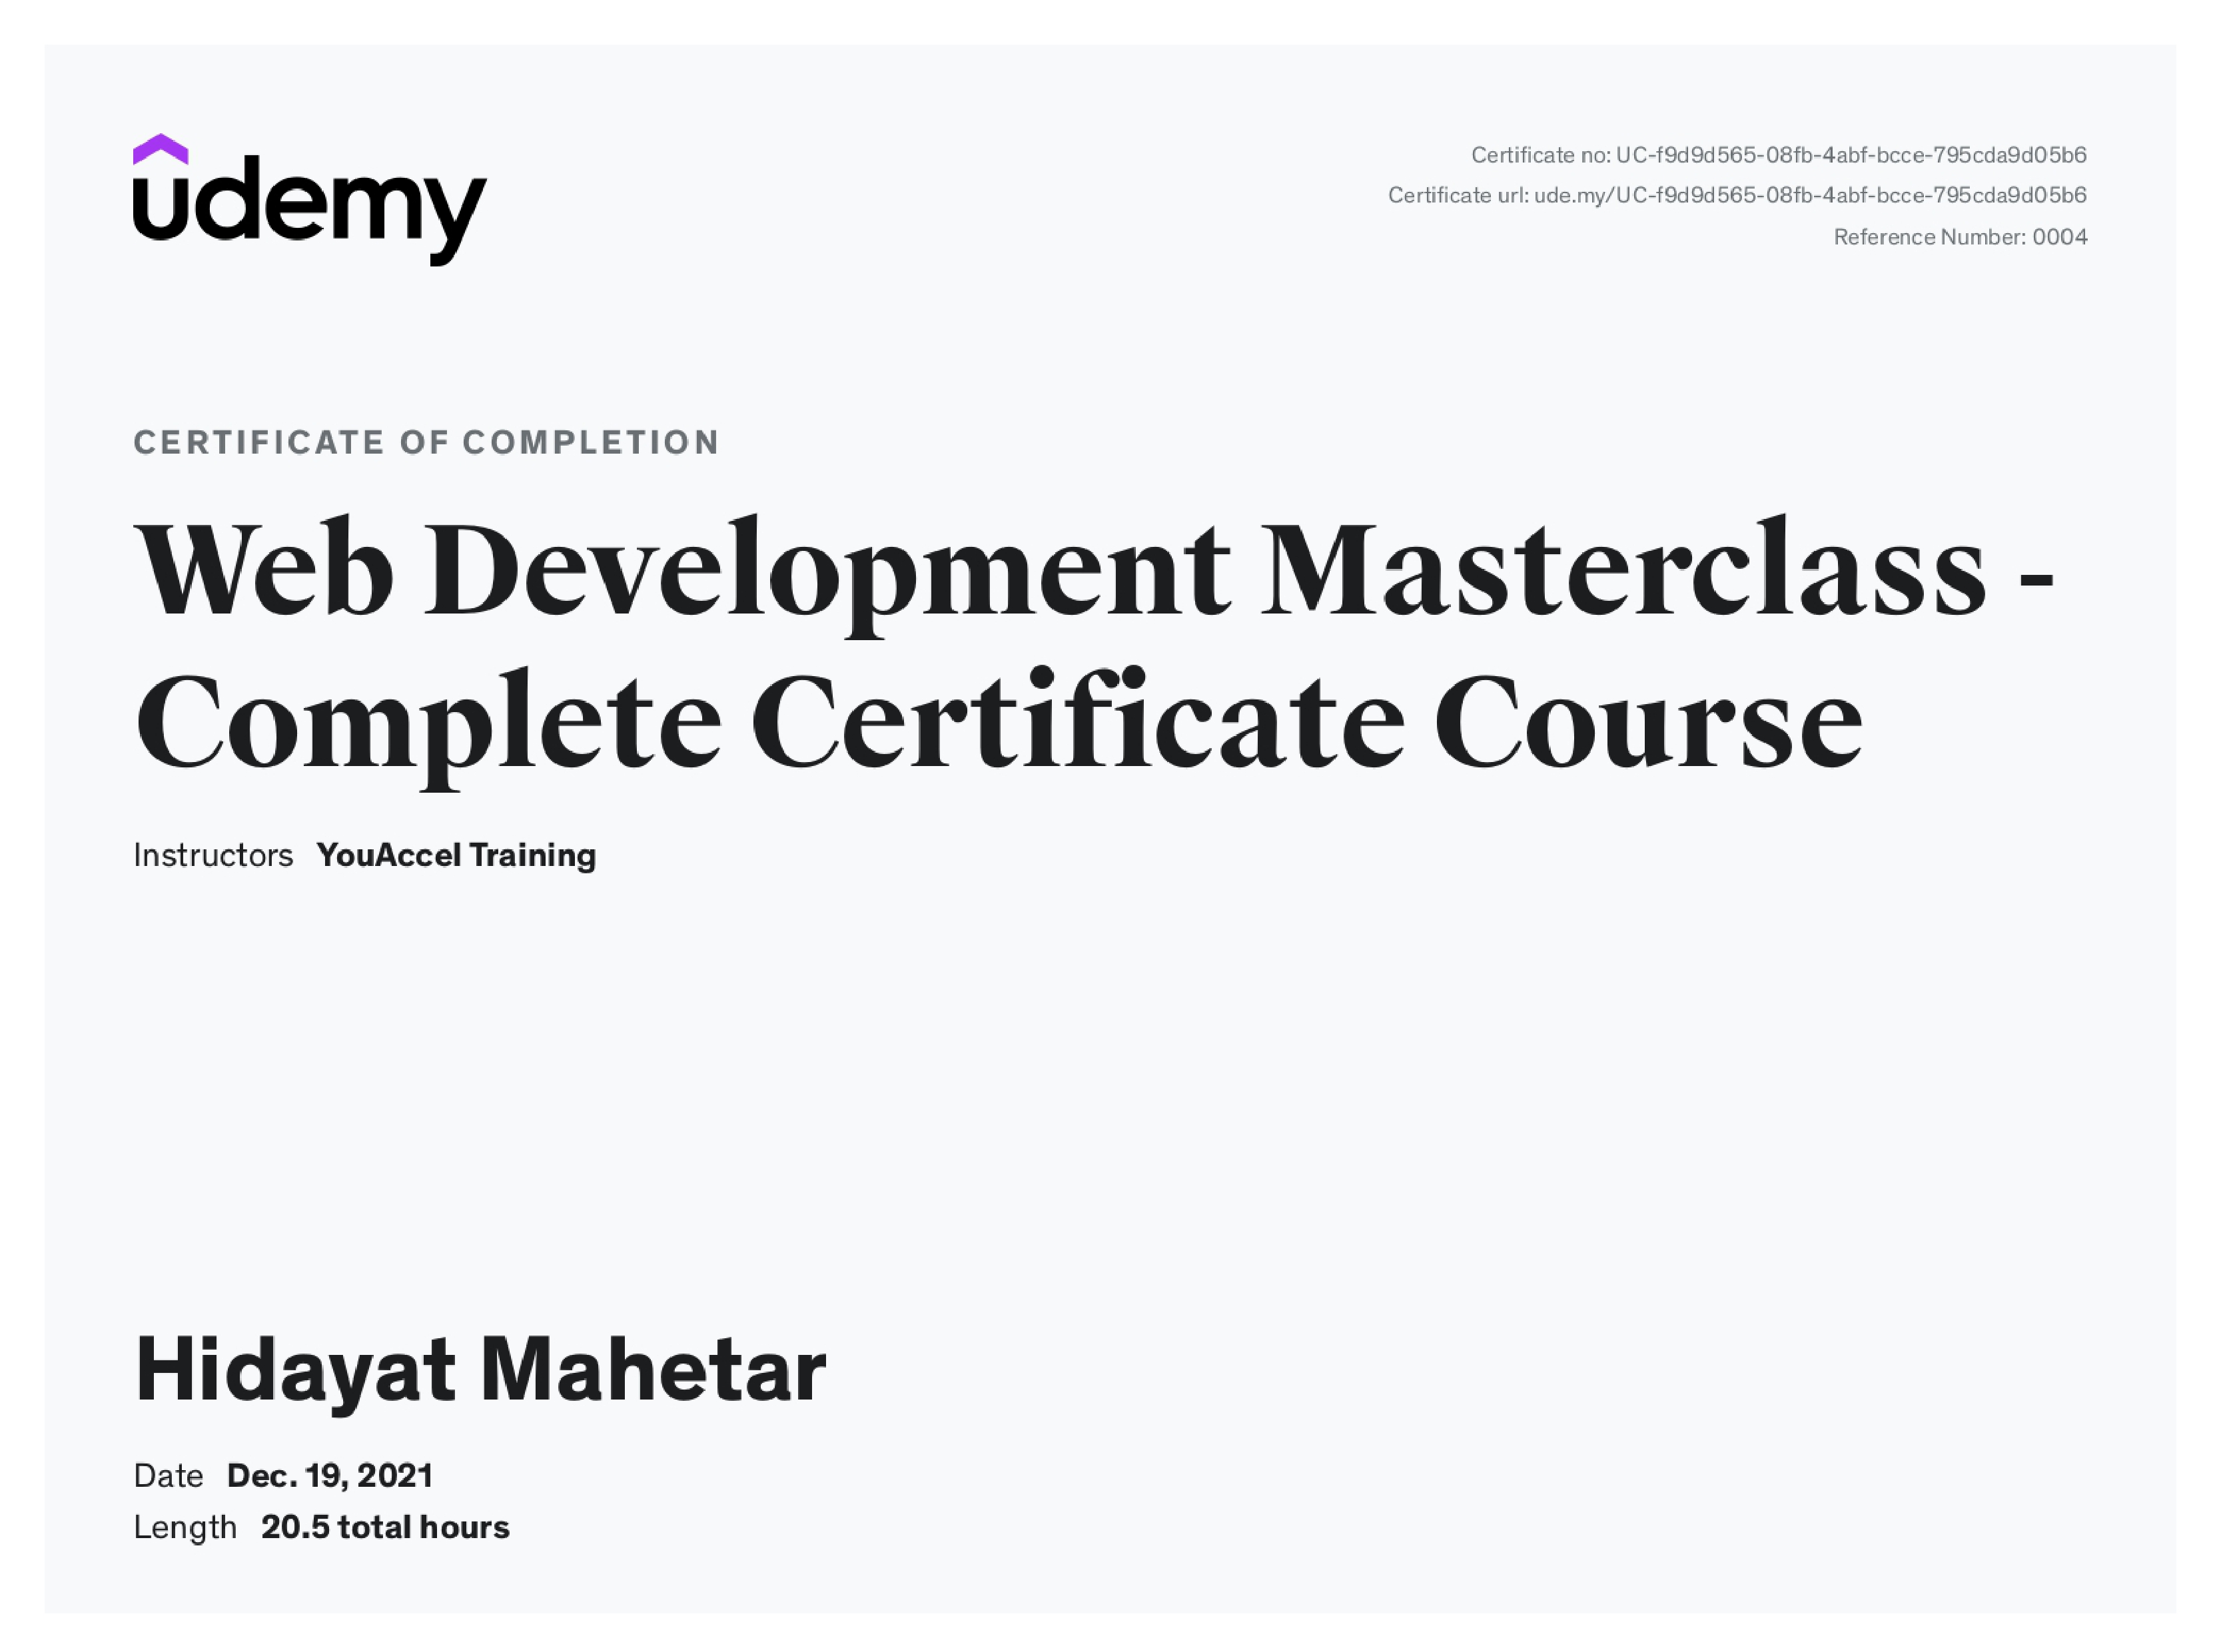 udemy
Certificate no: UC-f9d9d565-08fb-4abf-bcce-795cda9d05b6
Certificate url: ude.my/UC-f9d9d565-08fb-4abf-bcce-795cda9d05b6
Reference Number: 0004
CERTIFICATE OF COMPLETION
Web Development Masterclass -
Complete Certificate Course
Instructors YouAccel Training
Hidayat Mahetar
Date Dec. 19, 2021
Length 20.5 total hours